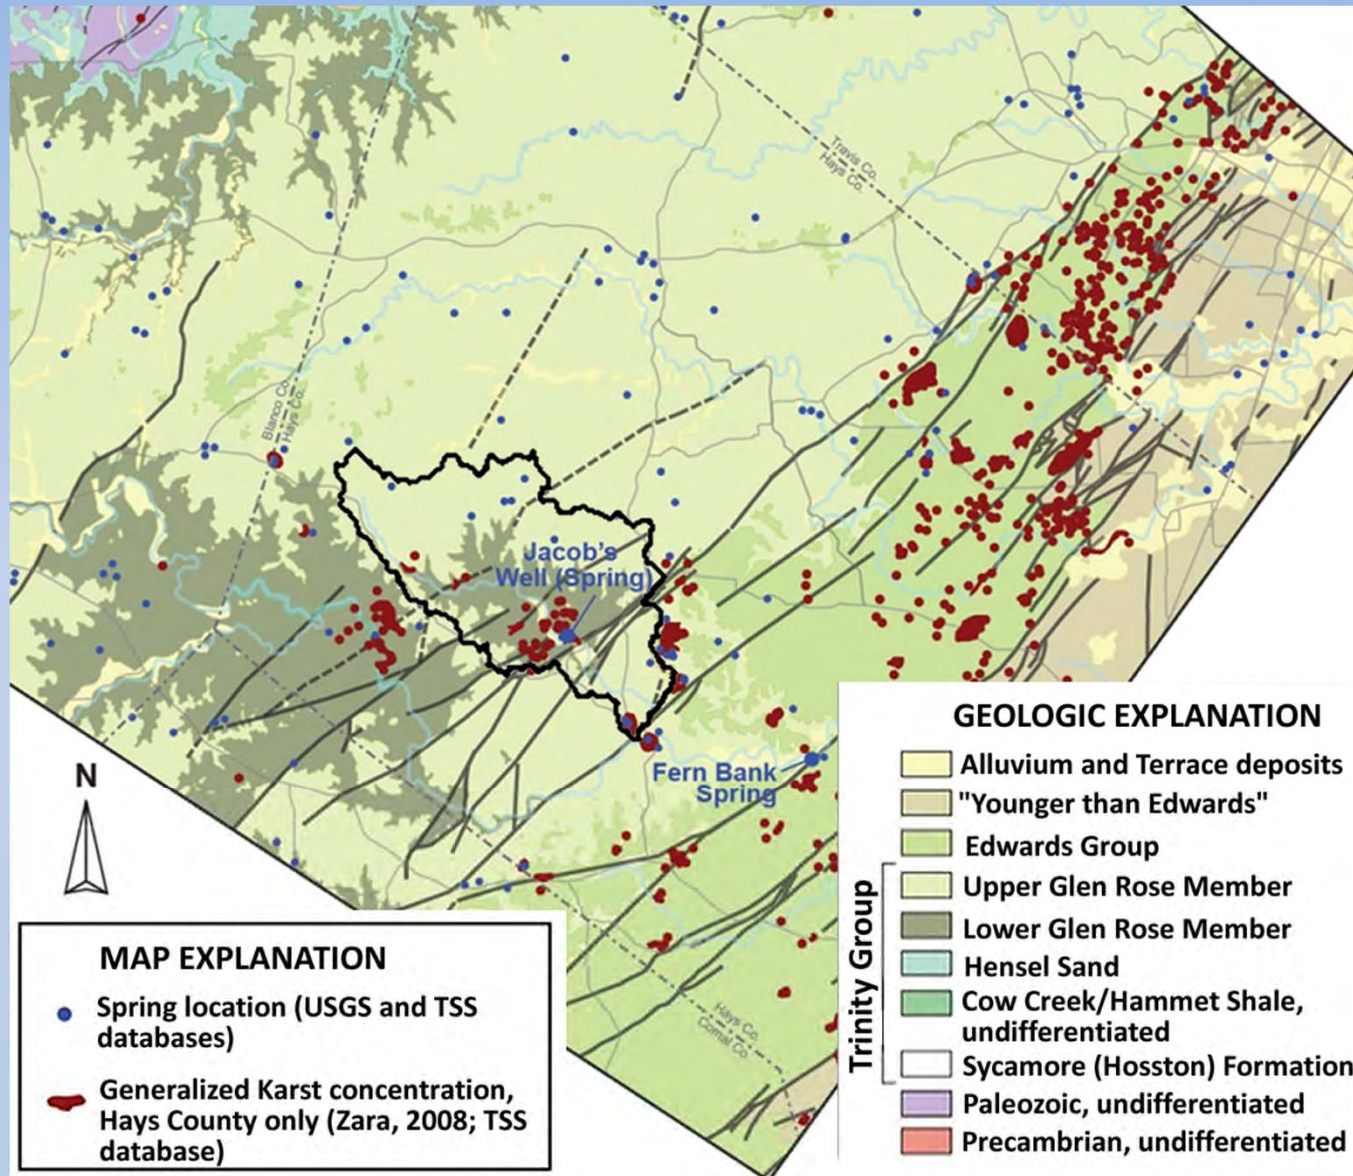 Travis Co.
Hays Co.
Blanco Co.
Hays Co.
Jacob's
Well (Spring)
Fern Bank
Spring
Hays Co.
Comal Co.
N
MAP EXPLANATION
Spring location (USGS and TSS
databases)
Generalized Karst concentration,
Hays County only (Zara, 2008; TSS
database)
GEOLOGIC EXPLANATION
Alluvium and Terrace deposits
"Younger than Edwards"
Edwards Group
Trinity Group
Upper Glen Rose Member
Lower Glen Rose Member
Hensel Sand
Cow Creek/Hammet Shale,
undifferentiated
Sycamore (Hosston) Formation
Paleozoic, undifferentiated
Precambrian, undifferentiated